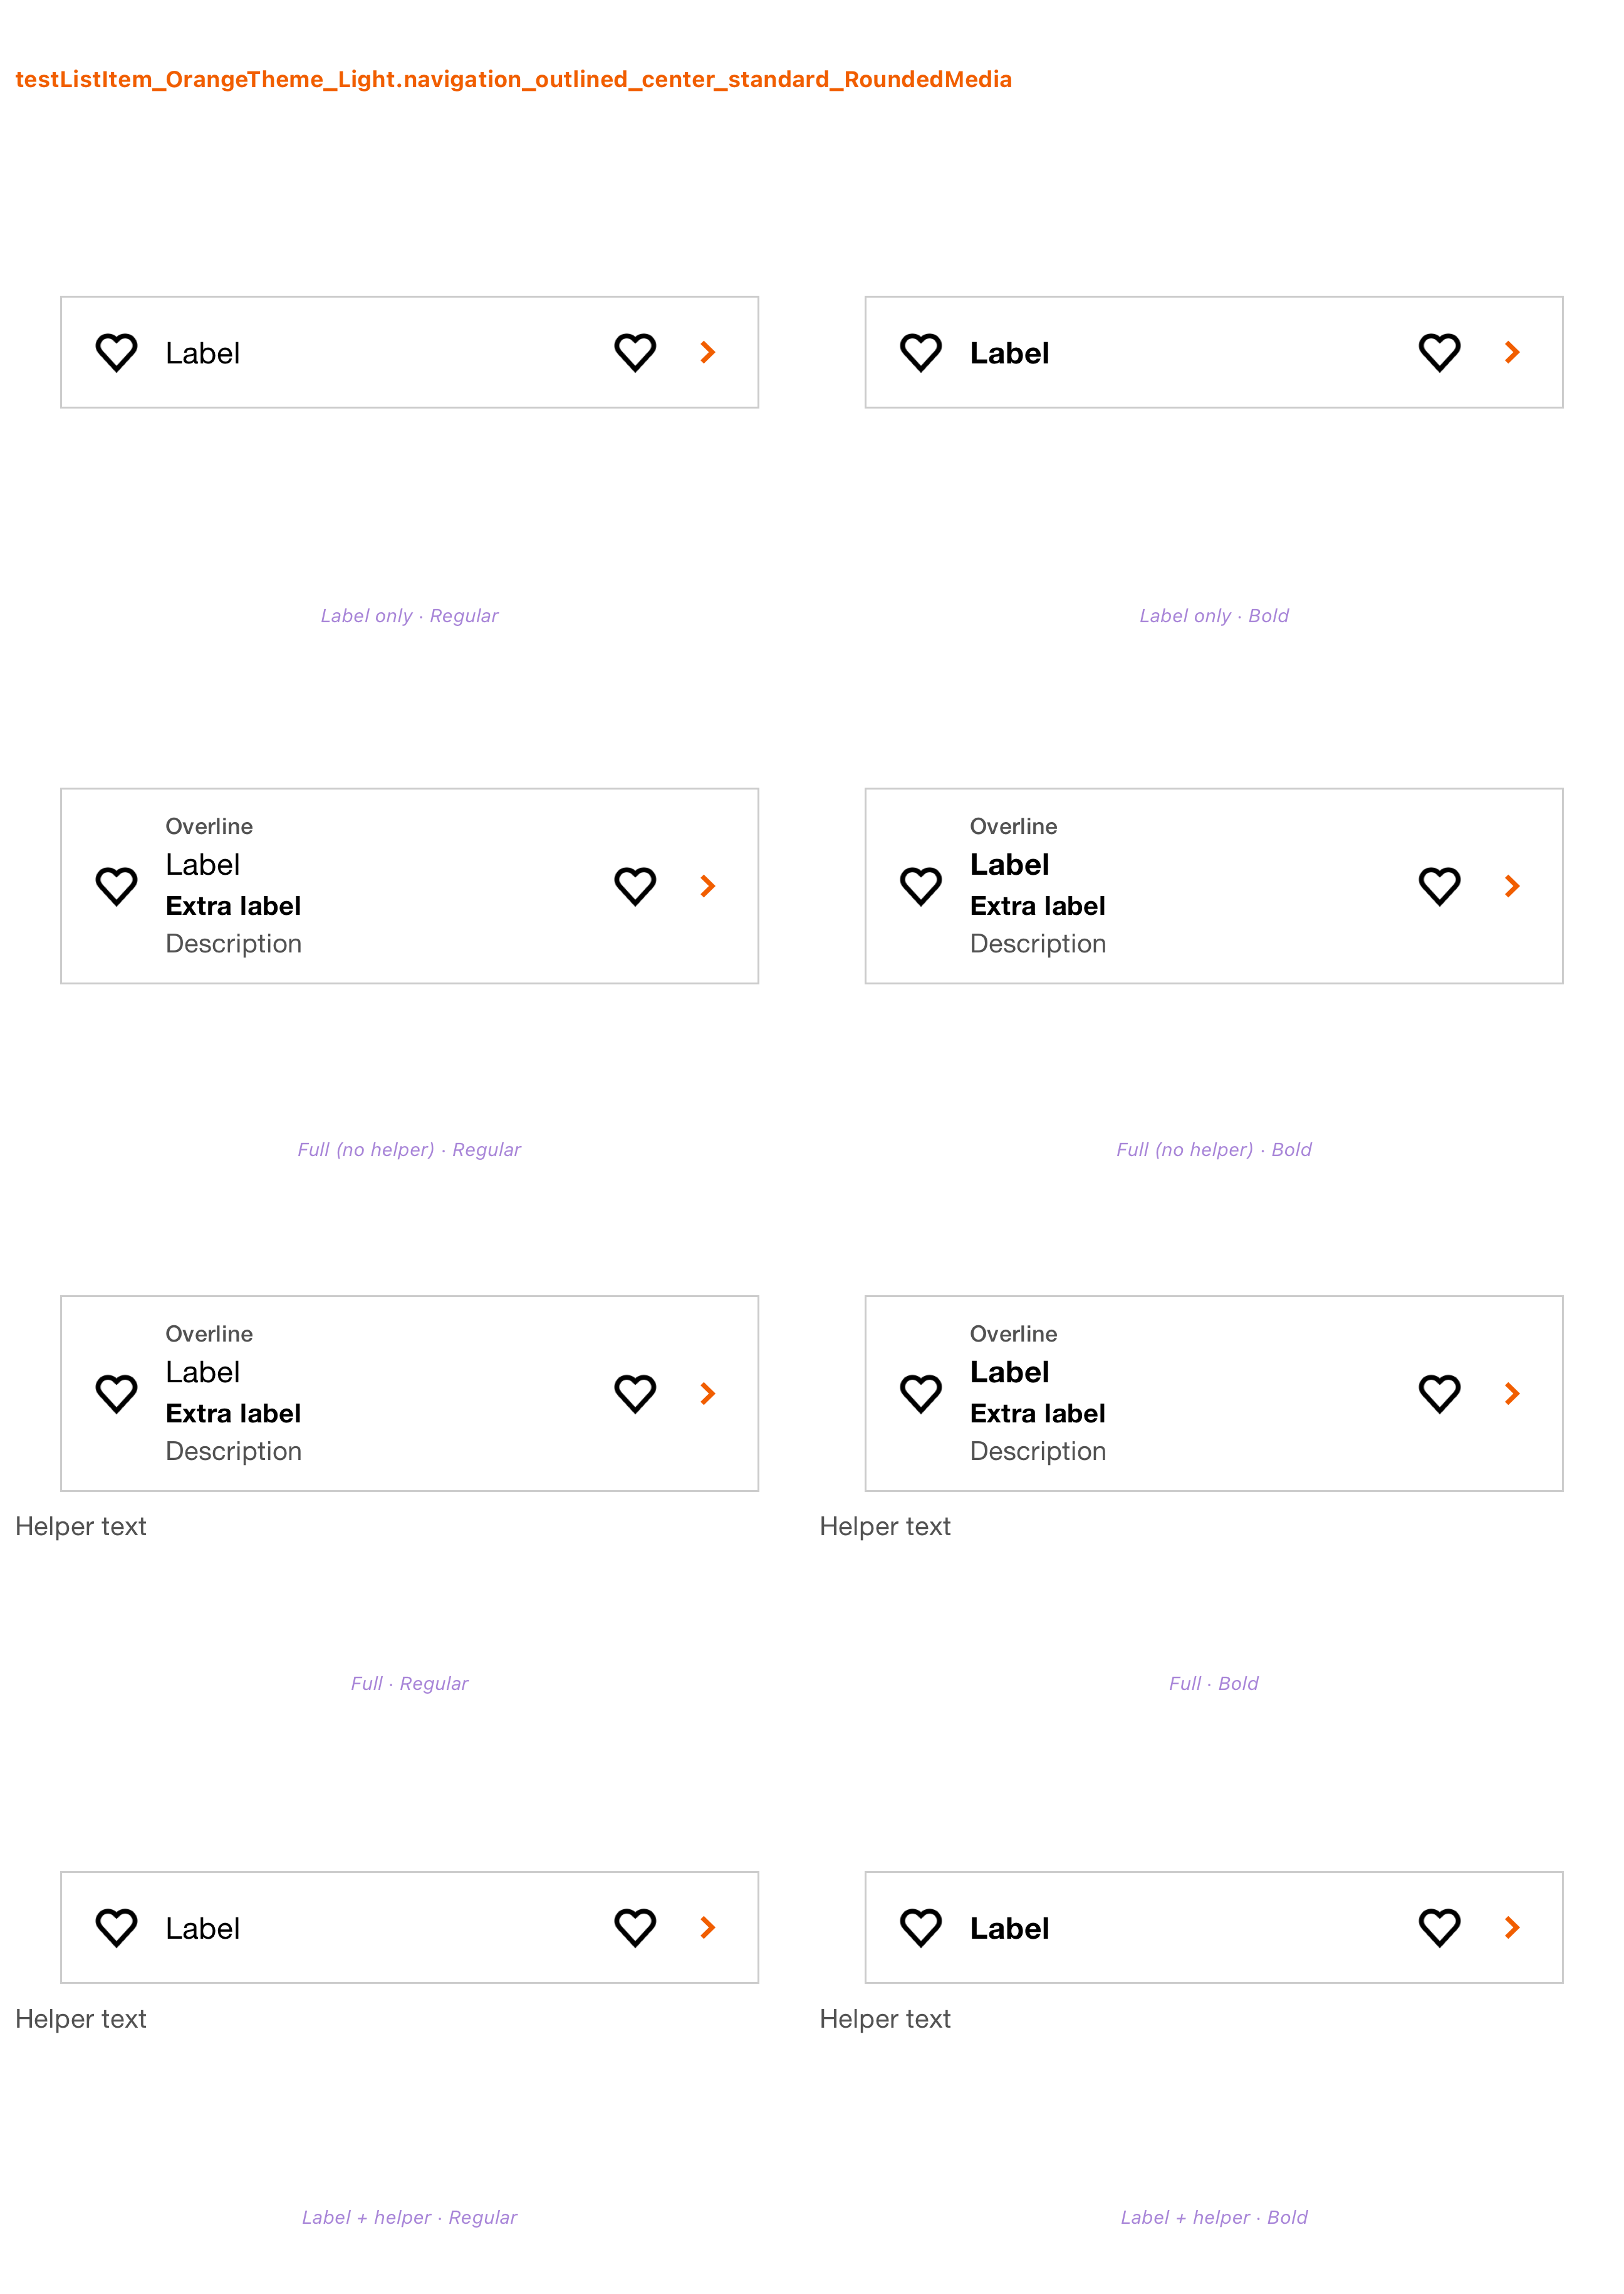 testListItem_OrangeTheme_Light.navigation_outlined_center_standard_RoundedMedia
Label
Label
Label only · Regular
Label only · Bold
Overline
Label
Extra label
Description
Overline
Label
Extra label
Description
Full (no helper) · Regular
Full (no helper) · Bold
Overline
Label
Extra label
Description
Helper text
Overline
Label
Extra label
Description
Helper text
Full · Regular
Full · Bold
Label
Helper text
Label
Helper text
Label + helper · Regular
Label + helper · Bold